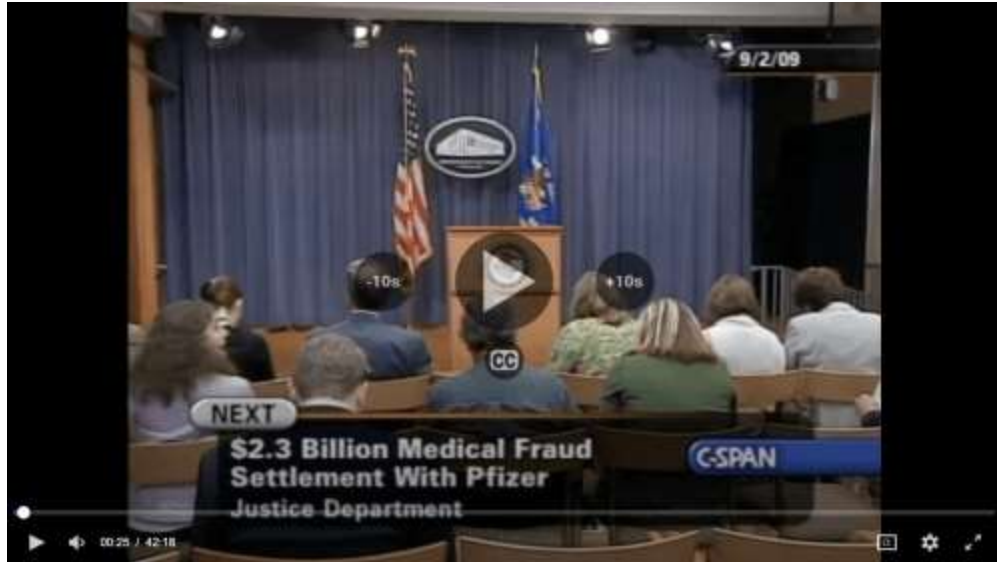 9/2/09
-10s
+10s
CC
NEXT
$2.3 Billion Medical Fraud
Settlement With Pfizer
C-SPAN
Justice Department
00:25 / 42:18